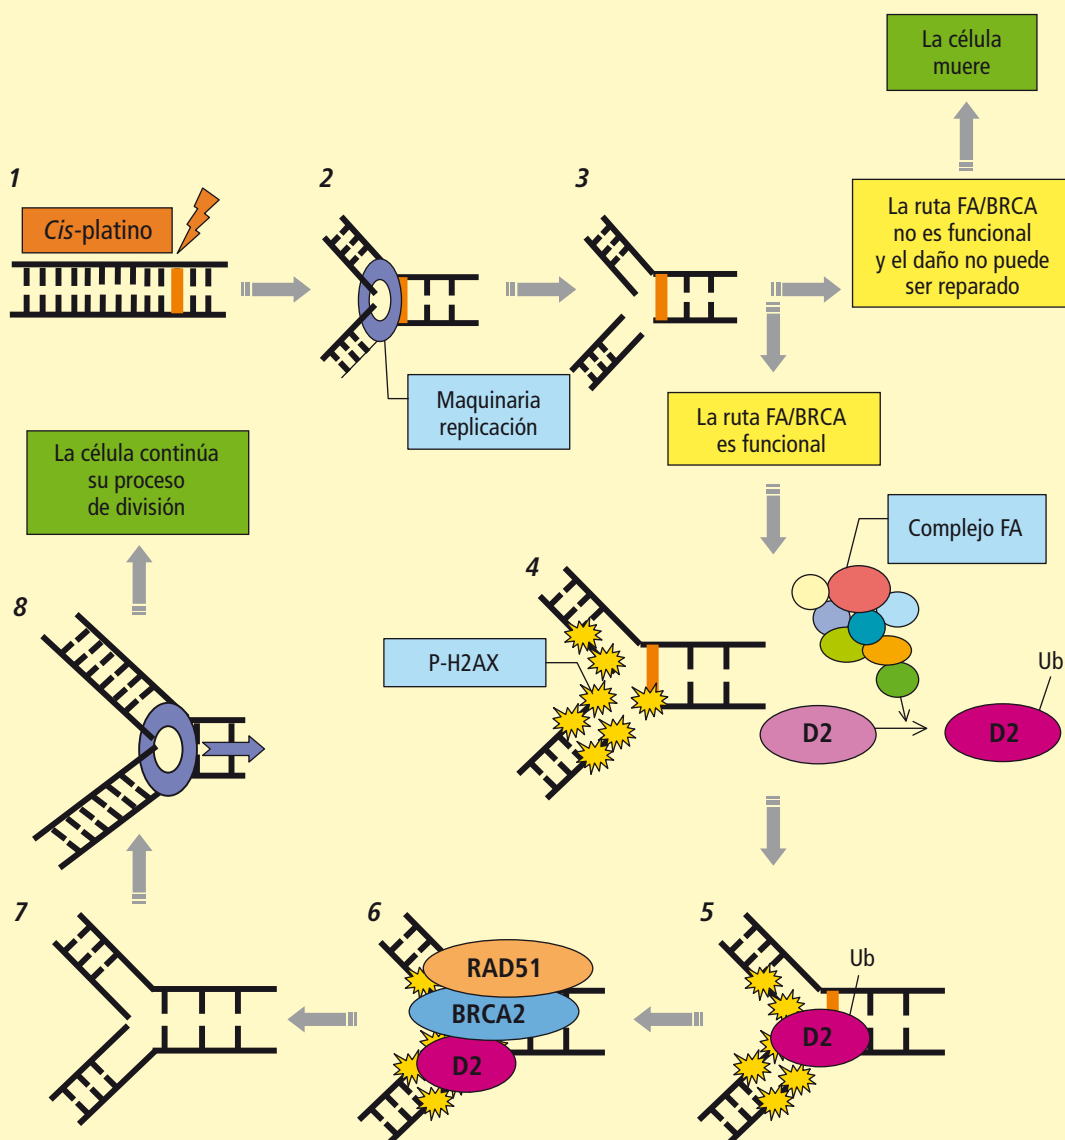 La célula
muere
1
2
3
Cis-platino
La ruta FA/BRCA
no es funcional
y el daño no puede
ser reparado
Maquinaria
replicación
La ruta FA/BRCA
es funcional
La célula continúa
su proceso
de división
Complejo FA
4
8
P-H2AX
Ub
D2
D2
7
6
5
Ub
RAD51
BRCA2
D2
D2